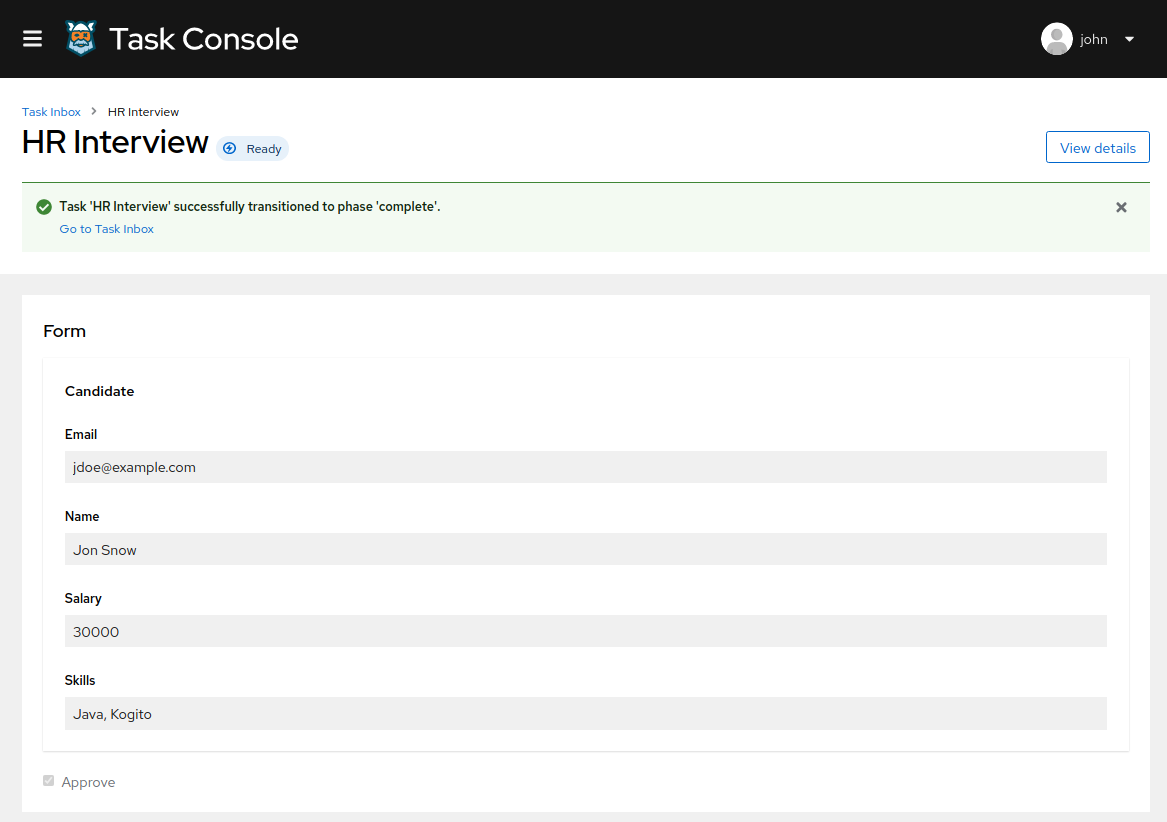 Task Console
john
Task Inbox > HR Interview
HR Interview
Ready
View details
Task 'HR Interview' successfully transitioned to phase 'complete'.
Go to Task Inbox
Form
Candidate
Email
jdoe@example.com
Name
Jon Snow
Salary
30000
Skills
Java, Kogito
Approve